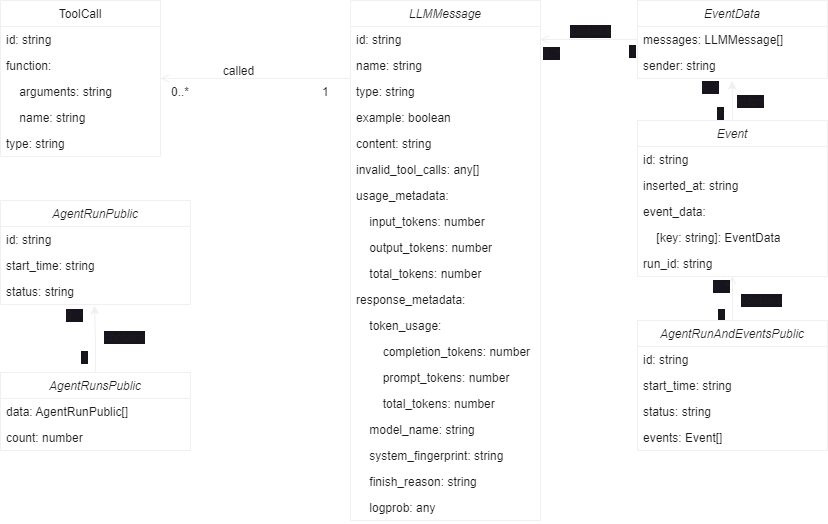 ToolCall
id: string
function:
arguments: string
name: string
type: string
called
0..*
1
LLMMessage
id: string
name: string
type: string
example: boolean
content: string
invalid_tool_calls: any[]
usage_metadata:
input_tokens: number
output_tokens: number
total_tokens: number
response_metadata:
token_usage:
completion_tokens: number
prompt_tokens: number
total_tokens: number
model_name: string
system_fingerprint: string
finish_reason: string
logprob: any
EventData
messages: LLMMessage[]
sender: string
Event
id: string
inserted_at: string
event_data:
[key: string]: EventData
run_id: string
AgentRunAndEventsPublic
id: string
start_time: string
status: string
events: Event[]
AgentRunPublic
id: string
start_time: string
status: string
AgentRunsPublic
data: AgentRunPublic[]
count: number